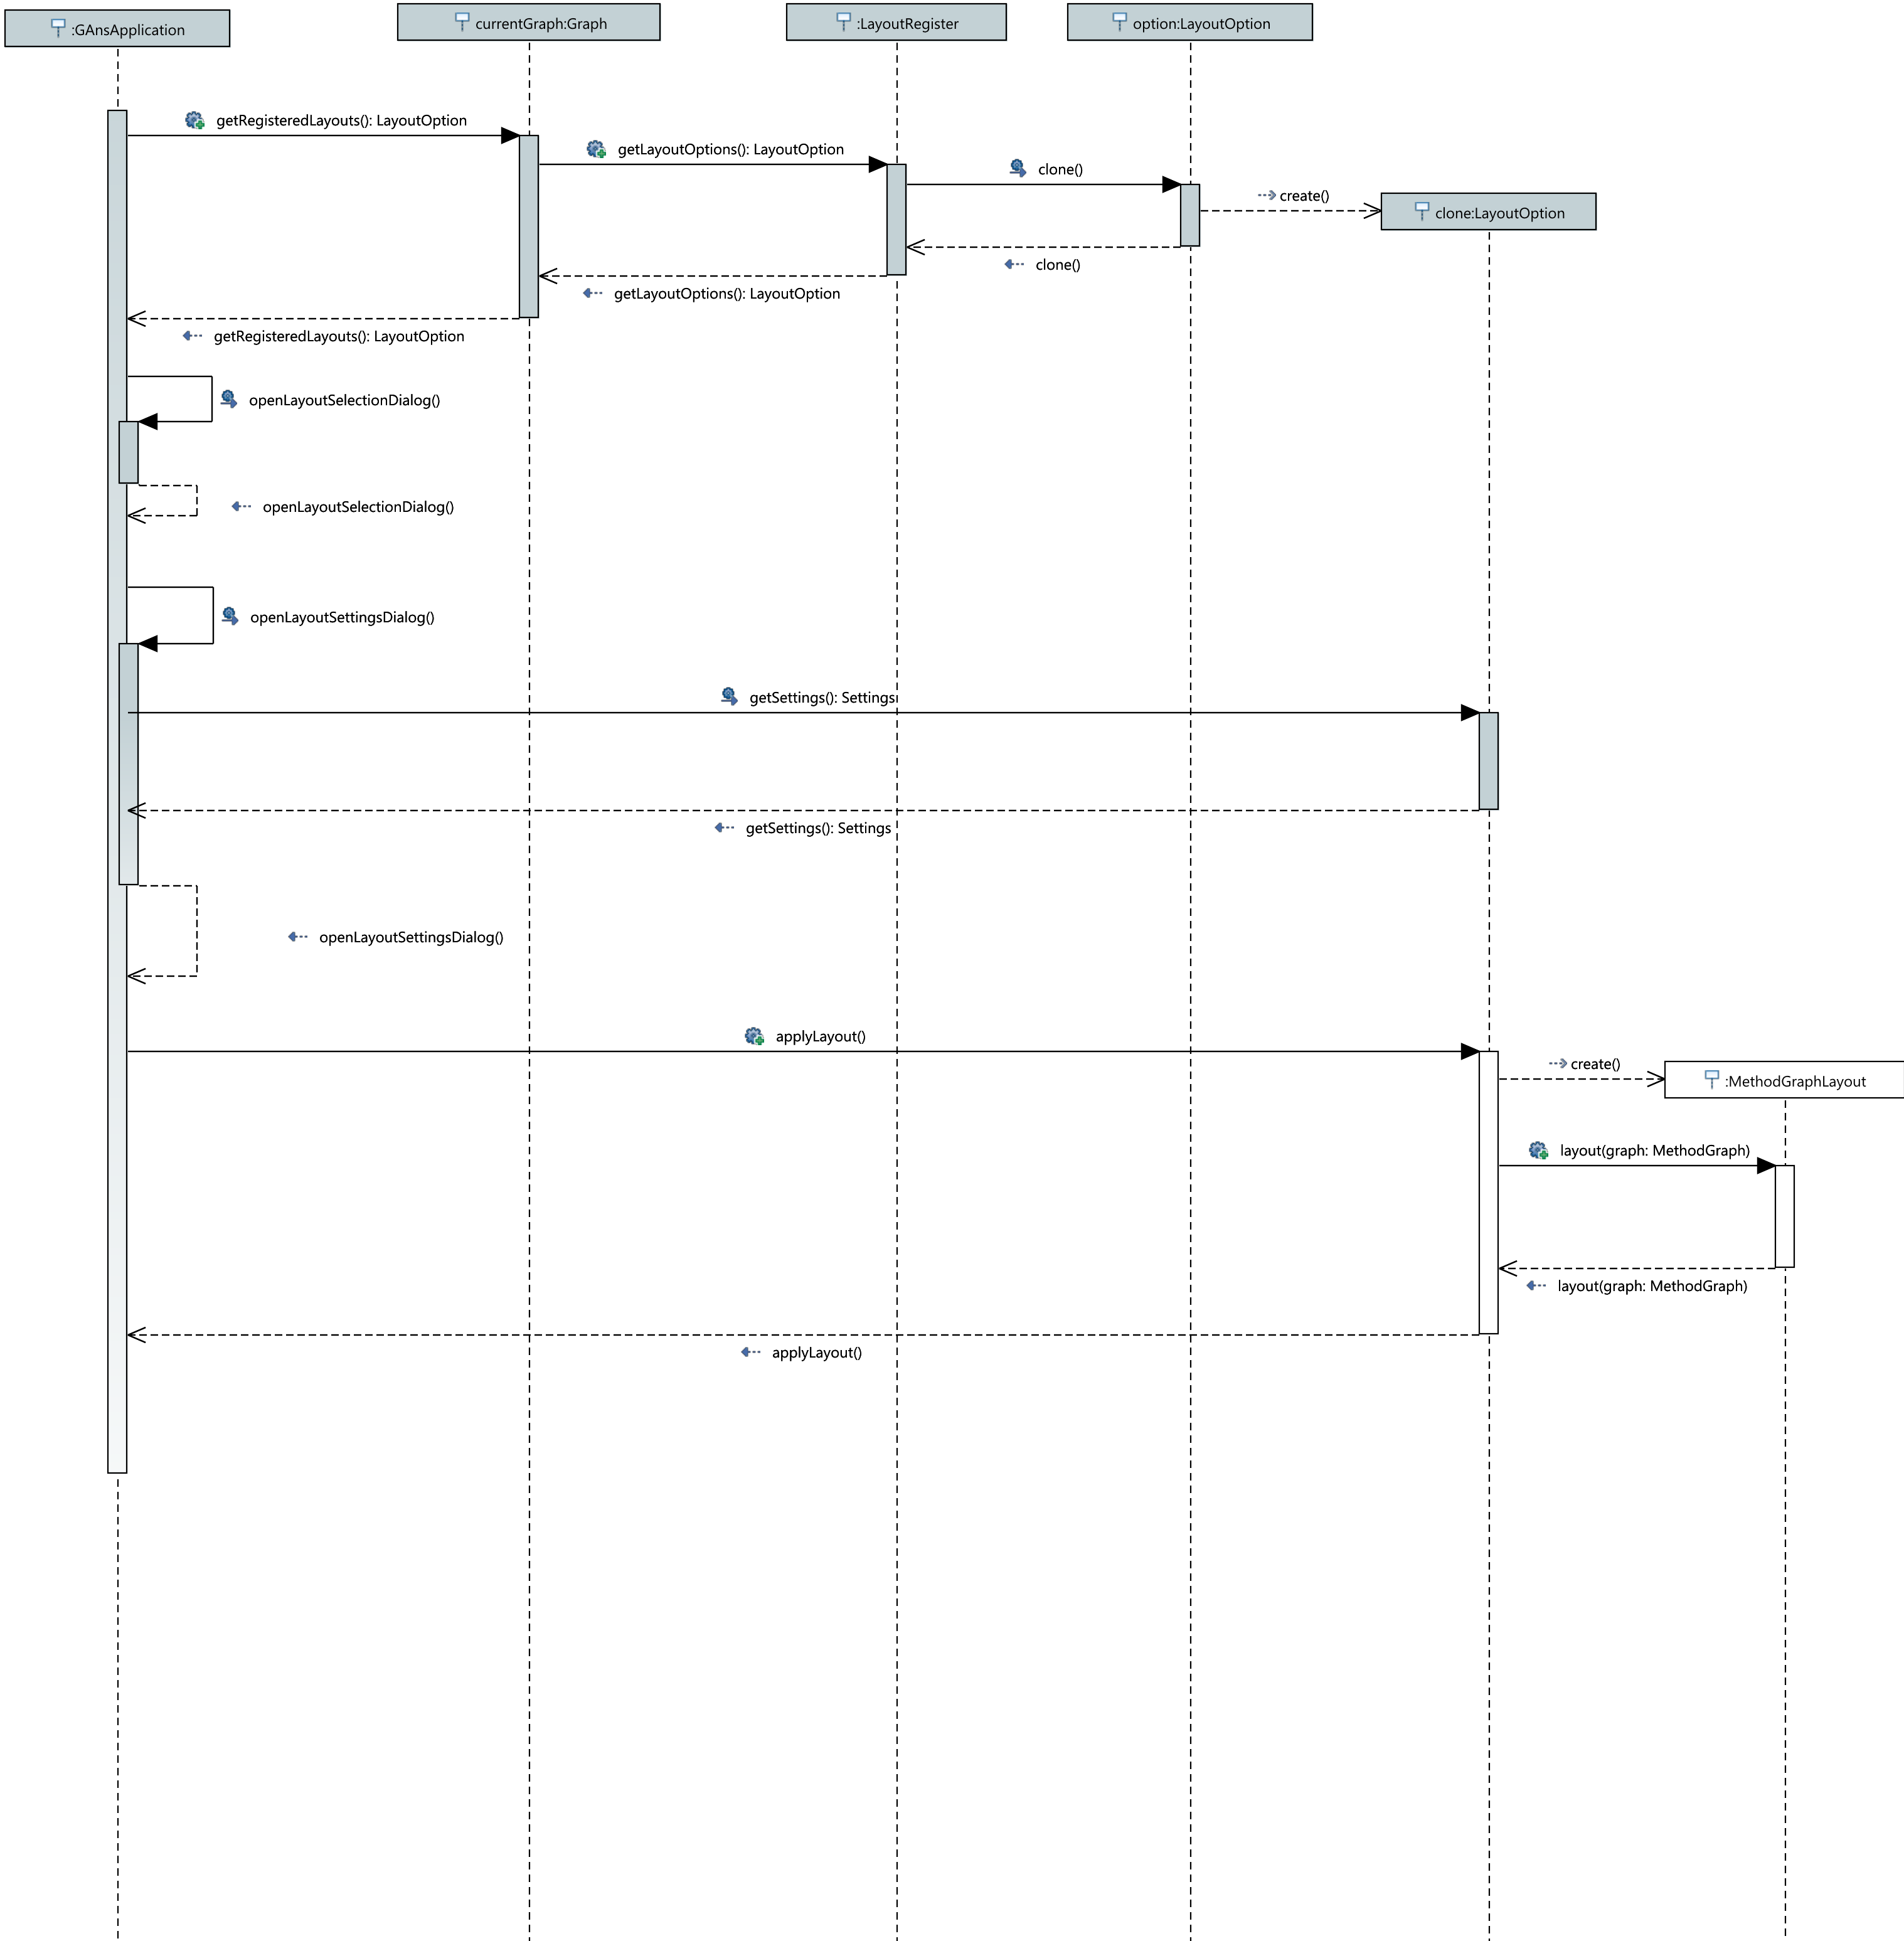 :GAnsApplication
currentGraph:Graph
:LayoutRegister
option:LayoutOption
getRegisteredLayouts(): LayoutOption
getLayoutOptions(): LayoutOption
clone()
create()
clone:LayoutOption
clone()
getLayoutOptions(): LayoutOption
getRegisteredLayouts(): LayoutOption
openLayoutSelectionDialog()
openLayoutSelectionDialog()
openLayoutSettingsDialog()
getSettings(): Settings
getSettings(): Settings
openLayoutSettingsDialog()
applyLayout()
create()
:MethodGraphLayout
layout(graph: MethodGraph)
layout(graph: MethodGraph)
applyLayout()